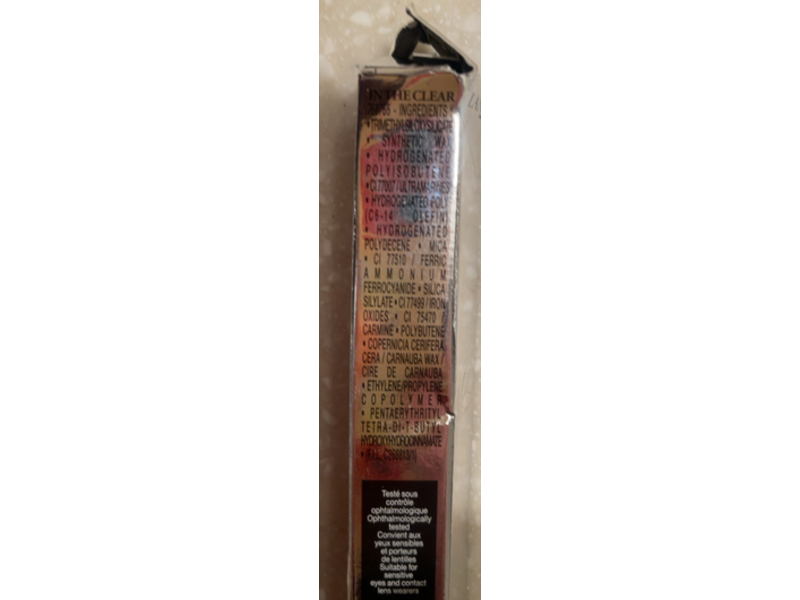 IN THE CLEAR
INGREDIENTS
• TRIMETHYLSILOXYSILICATE
• SYNTHETIC WAX
• HYDROGENATED
POLYISOBUTENE
• CI 77007 / ULTRAMARINES
• HYDROGENATED POLY
(C6-14 OLEFIN)
• HYDROGENATED
POLYDECENE • MICA
• CI 77510 / FERRIC
AMMONIUM
FERROCYANIDE • SILICA
SILYLATE • CI 77499 / IRON
OXIDES • CI 75470 /
CARMINE • POLYBUTENE
• COPERNICIA CERIFERA
CERA / CARNAUBA WAX /
CIRE DE CARNAUBA
• ETHYLENE/PROPYLENE
COPOLYMER
• PENTAERYTHRITYL
TETRA-DI-T-BUTYL
HYDROXYHYDROCINNAMATE
• (F.I.L.
Testé sous
contrôle
ophtalmologique
Ophthalmologically
tested
Convient aux
yeux sensibles
et porteurs
de lentilles
Suitable for
sensitive
eyes and contact
lens wearers